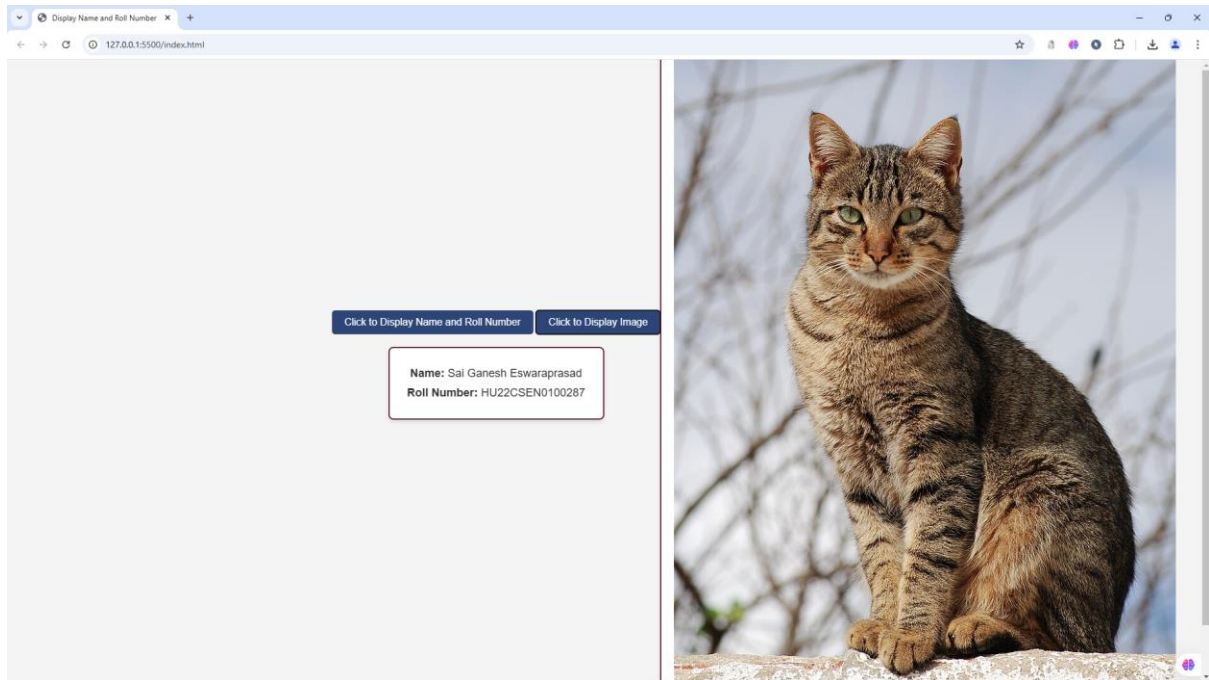 Display Name and Roll Number
127.0.0.1:5500/index.html
Click to Display Name and Roll Number Click to Display Image
Name: Sai Ganesh Eswaraprasad
Roll Number: HU22CSEN0100287